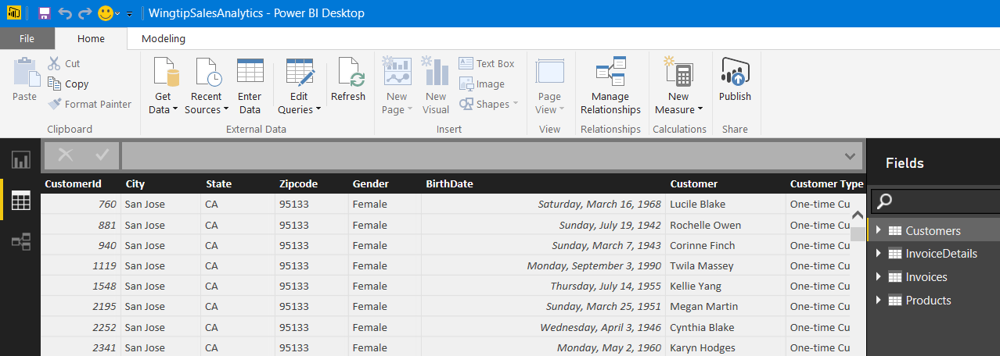 WingtipSalesAnalytics - Power BI Desktop
File Home Modeling
Paste Cut Copy Format Painter
Clipboard
Get Data Recent Sources Enter Data Edit Queries Refresh
External Data
New Page New Visual Text Box Image Shapes
Insert
Page View
View
Manage Relationships
Relationships
New Measure
Calculations
Publish
Share
CustomerId City State Zipcode Gender BirthDate Customer Customer Type
760 San Jose CA 95133 Female Saturday, March 16, 1968 Lucile Blake One-time Cu
881 San Jose CA 95133 Female Sunday, July 19, 1942 Rochelle Owen One-time Cu
940 San Jose CA 95133 Female Sunday, March 7, 1943 Corinne Finch One-time Cu
1119 San Jose CA 95133 Female Monday, September 3, 1990 Twila Massey One-time Cu
1548 San Jose CA 95133 Female Thursday, July 14, 1955 Kellie Yang One-time Cu
2195 San Jose CA 95133 Female Sunday, March 25, 1951 Megan Martin One-time Cu
2252 San Jose CA 95133 Female Wednesday, April 3, 1946 Cynthia Blake One-time Cu
2341 San Jose CA 95133 Female Monday, May 2, 1960 Karyn Hodges One-time Cu
Fields
Customers
InvoiceDetails
Invoices
Products